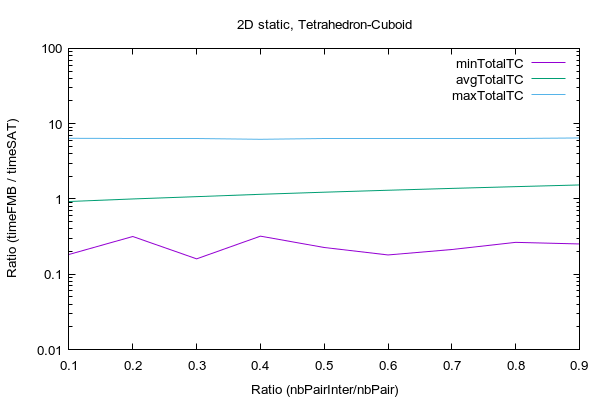 2D static, Tetrahedron-Cuboid
minTotalTC
avgTotalTC
maxTotalTC
Ratio (timeFMB / timeSAT)
100
10
1
0.1
0.01
0.1 0.2 0.3 0.4 0.5 0.6 0.7 0.8 0.9
Ratio (nbPairInter/nbPair)